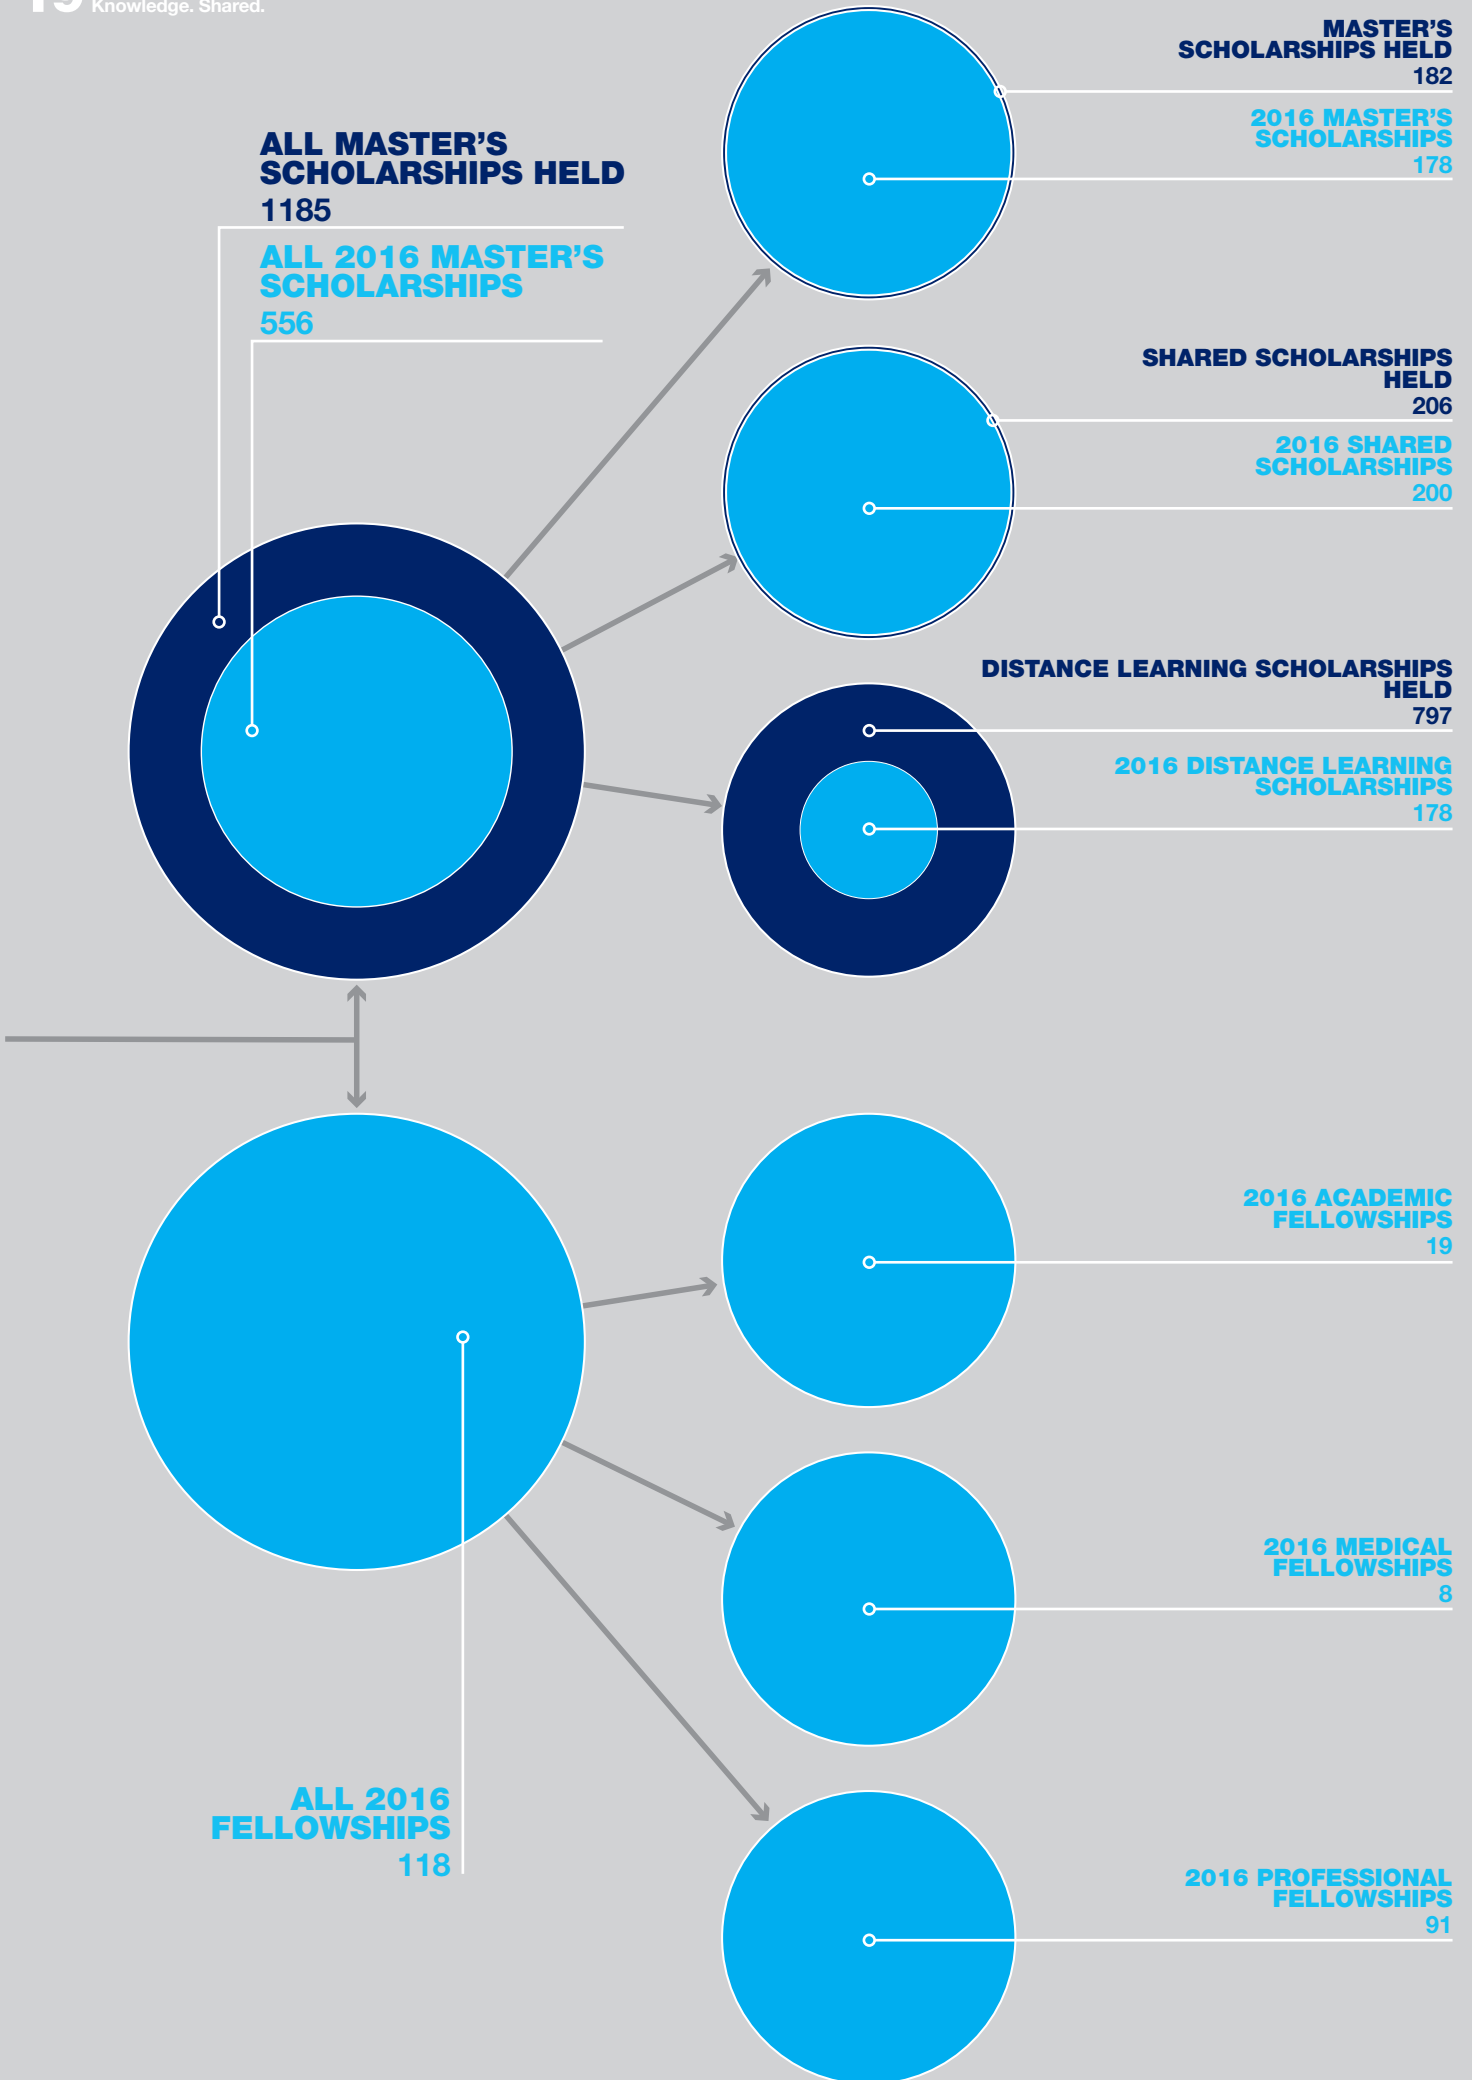 Knowledge. Shared.
ALL MASTER’S
SCHOLARSHIPS HELD
1185
ALL 2016 MASTER’S
SCHOLARSHIPS
556
MASTER’S
SCHOLARSHIPS HELD
182
2016 MASTER’S
SCHOLARSHIPS
178
SHARED SCHOLARSHIPS
HELD
206
2016 SHARED
SCHOLARSHIPS
200
DISTANCE LEARNING SCHOLARSHIPS
HELD
797
2016 DISTANCE LEARNING
SCHOLARSHIPS
178
2016 ACADEMIC
FELLOWSHIPS
19
2016 MEDICAL
FELLOWSHIPS
8
ALL 2016
FELLOWSHIPS
118
2016 PROFESSIONAL
FELLOWSHIPS
91